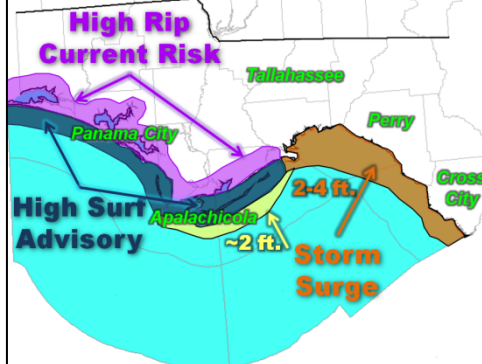 High Rip
Current Risk
Tallahassee
Perry
Panama City
Cross
City
2-4 ft.
High Surf
Advisory
Apalachicola
~2 ft.
Storm
Surge